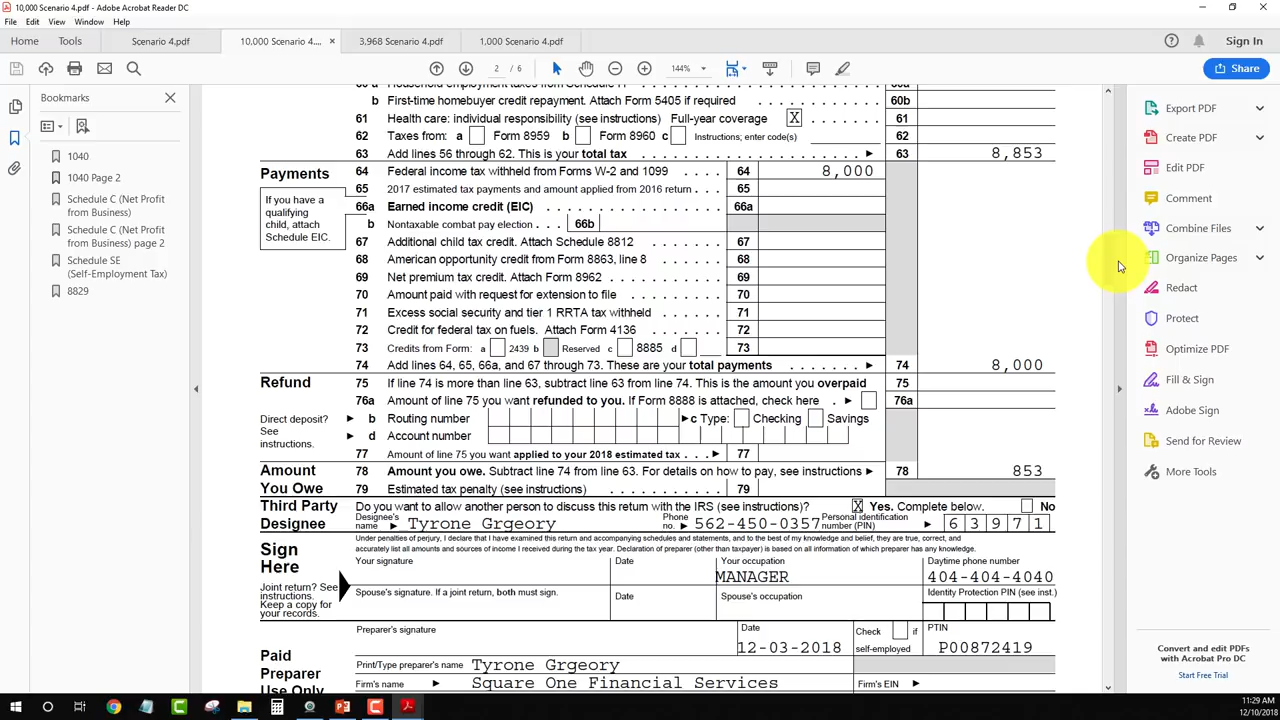 10,000 Scenario 4.pdf - Adobe Acrobat Reader DC
File Edit View Window Help
Home Tools Scenario 4.pdf 10,000 Scenario 4.... × 3,968 Scenario 4.pdf 1,000 Scenario 4.pdf Sign In
2 / 6 144% Share
Bookmarks
1040
1040 Page 2
Schedule C (Net Profit
from Business)
Schedule C (Net Profit
from Business) page 2
Schedule SE
(Self-Employment Tax)
8829
b First-time homebuyer credit repayment. Attach Form 5405 if required 60b
61 Health care: individual responsibility (see instructions) Full-year coverage X 61
62 Taxes from: a Form 8959 b Form 8960 c Instructions; enter code(s) 62
63 Add lines 56 through 62. This is your total tax 63 8,853
Payments 64 Federal income tax withheld from Forms W-2 and 1099 64 8,000
65 2017 estimated tax payments and amount applied from 2016 return 65
If you have a
qualifying
child, attach
Schedule EIC.
66a Earned income credit (EIC) 66a
b Nontaxable combat pay election 66b
67 Additional child tax credit. Attach Schedule 8812 67
68 American opportunity credit from Form 8863, line 8 68
69 Net premium tax credit. Attach Form 8962 69
70 Amount paid with request for extension to file 70
71 Excess social security and tier 1 RRTA tax withheld 71
72 Credit for federal tax on fuels. Attach Form 4136 72
73 Credits from Form: a 2439 b Reserved c 8885 d 73
74 Add lines 64, 65, 66a, and 67 through 73. These are your total payments 74 8,000
Refund 75 If line 74 is more than line 63, subtract line 63 from line 74. This is the amount you overpaid 75
76a Amount of line 75 you want refunded to you. If Form 8888 is attached, check here 76a
Direct deposit?
See
instructions.
b Routing number c Type: Checking Savings
d Account number
77 Amount of line 75 you want applied to your 2018 estimated tax 77
Amount 78 Amount you owe. Subtract line 74 from line 63. For details on how to pay, see instructions 78 853
You Owe 79 Estimated tax penalty (see instructions) 79
Third Party Do you want to allow another person to discuss this return with the IRS (see instructions)? X Yes. Complete below. No
Designee Designee's name Tyrone Grgeory Phone no. 562-450-0357 Personal identification number (PIN) 6 3 9 7 1
Sign
Here
Joint return? See
instructions.
Keep a copy for
your records.
Under penalties of perjury, I declare that I have examined this return and accompanying schedules and statements, and to the best of my knowledge and belief, they are true, correct, and
accurately list all amounts and sources of income I received during the tax year. Declaration of preparer (other than taxpayer) is based on all information of which preparer has any knowledge.
Your signature Date Your occupation Daytime phone number
MANAGER 404-404-4040
Spouse's signature. If a joint return, both must sign. Date Spouse's occupation Identity Protection PIN (see inst.)
Paid
Preparer
Use Only
Preparer's signature Date Check if PTIN
12-03-2018 self-employed P00872419
Print/Type preparer's name Tyrone Grgeory
Firm's name Square One Financial Services Firm's EIN
Export PDF
Create PDF
Edit PDF
Comment
Combine Files
Organize Pages
Redact
Protect
Optimize PDF
Fill & Sign
Adobe Sign
Send for Review
More Tools
Convert and edit PDFs
with Acrobat Pro DC
Start Free Trial
11:29 AM
12/10/2018